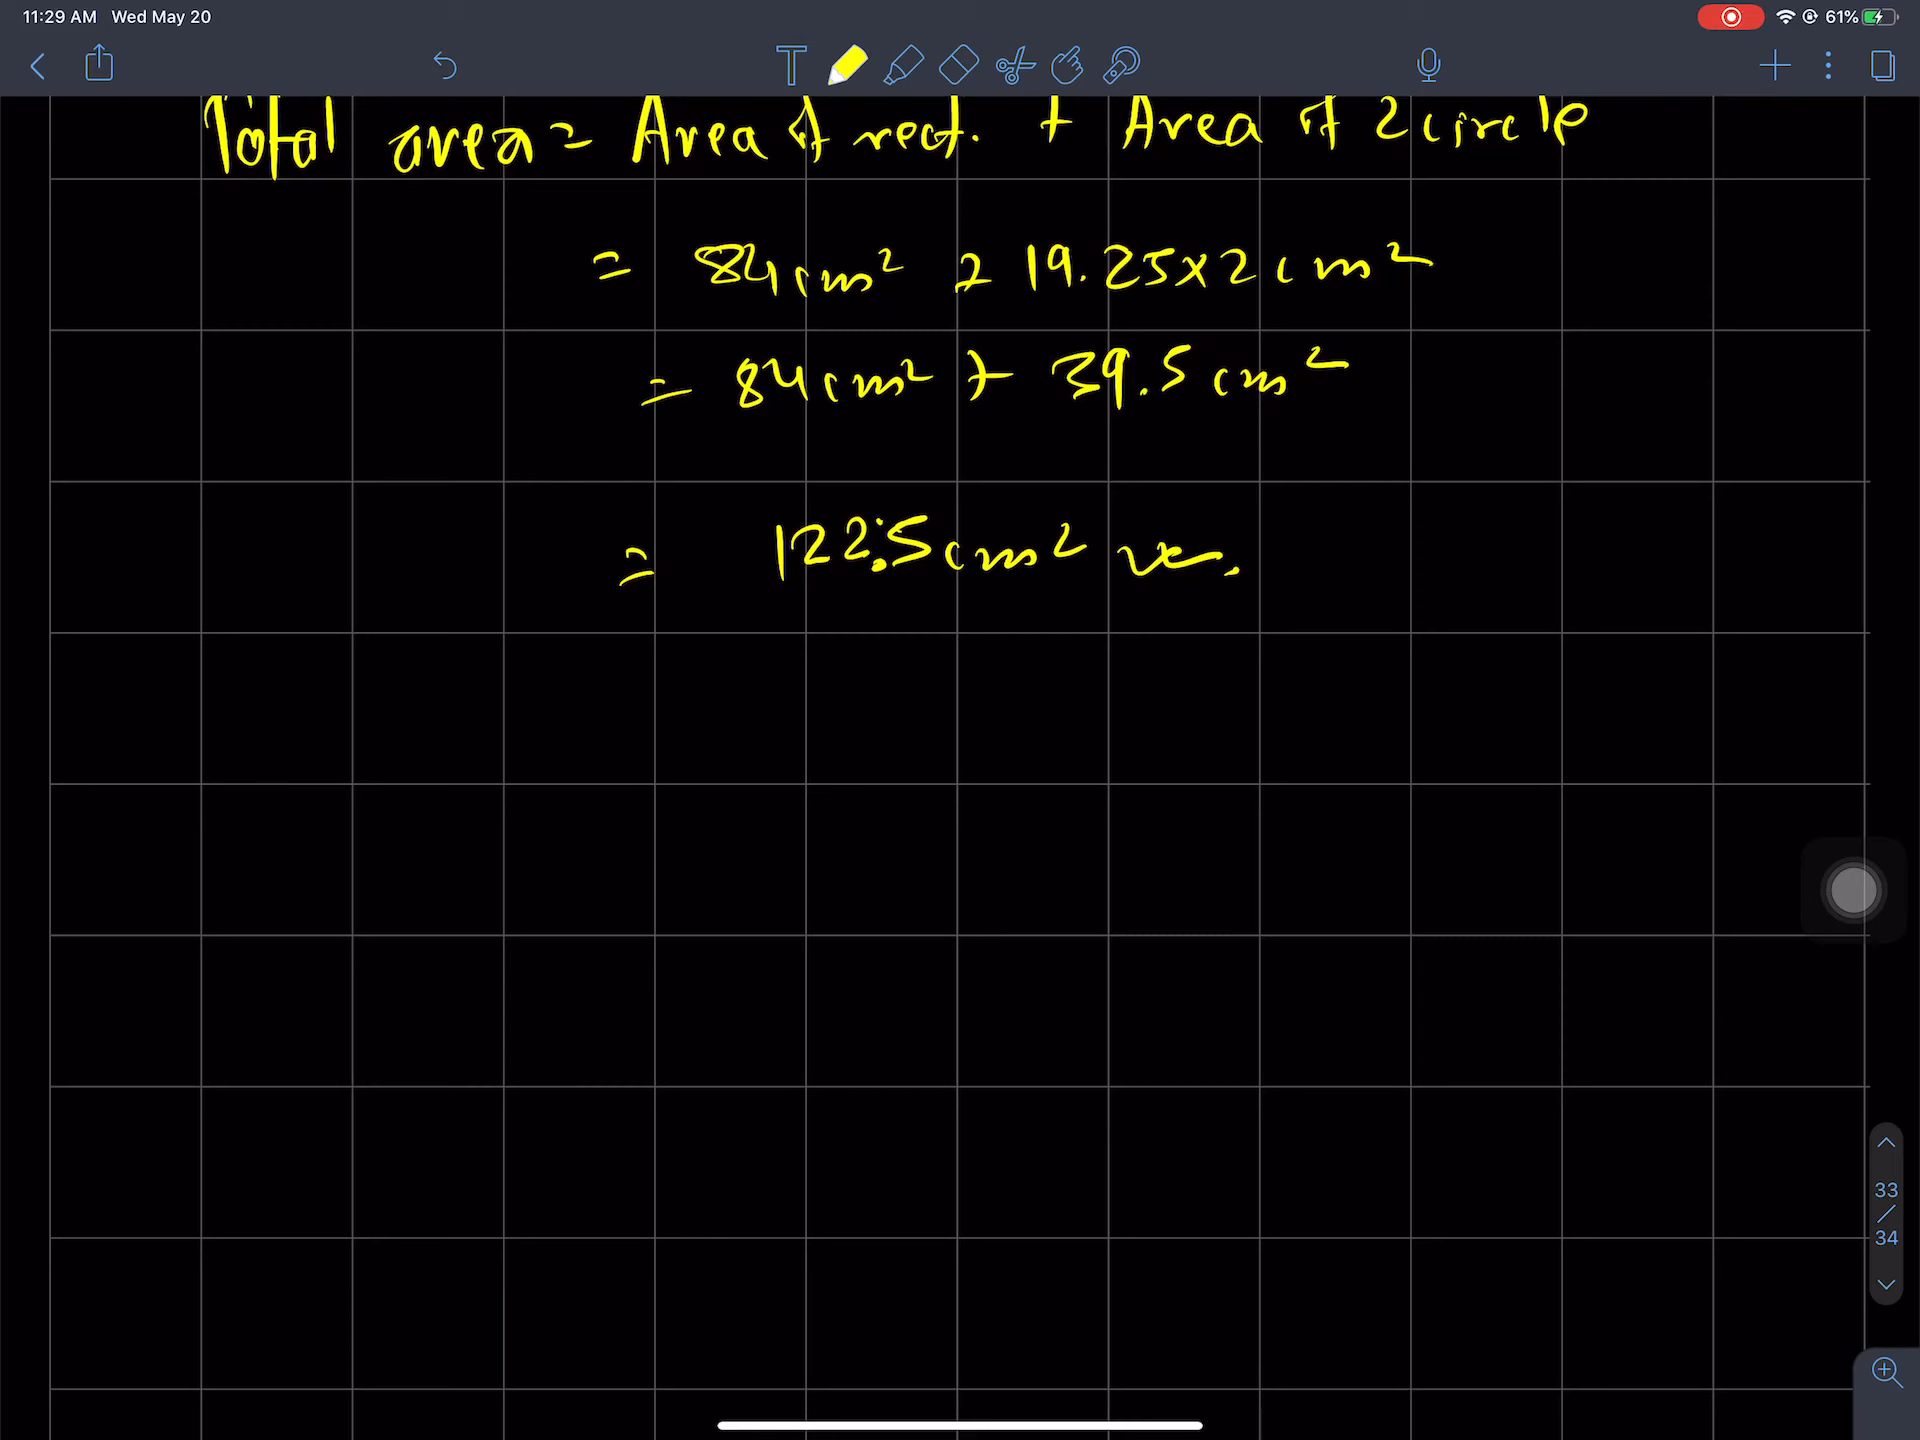 11:29 AM Wed May 20
61%
Total area = Area of rect. + Area of 2 circle
= 84 cm² + 19.25 x 2 cm²
= 84 cm² + 39.5 cm²
= 122.5 cm²
33
/
34